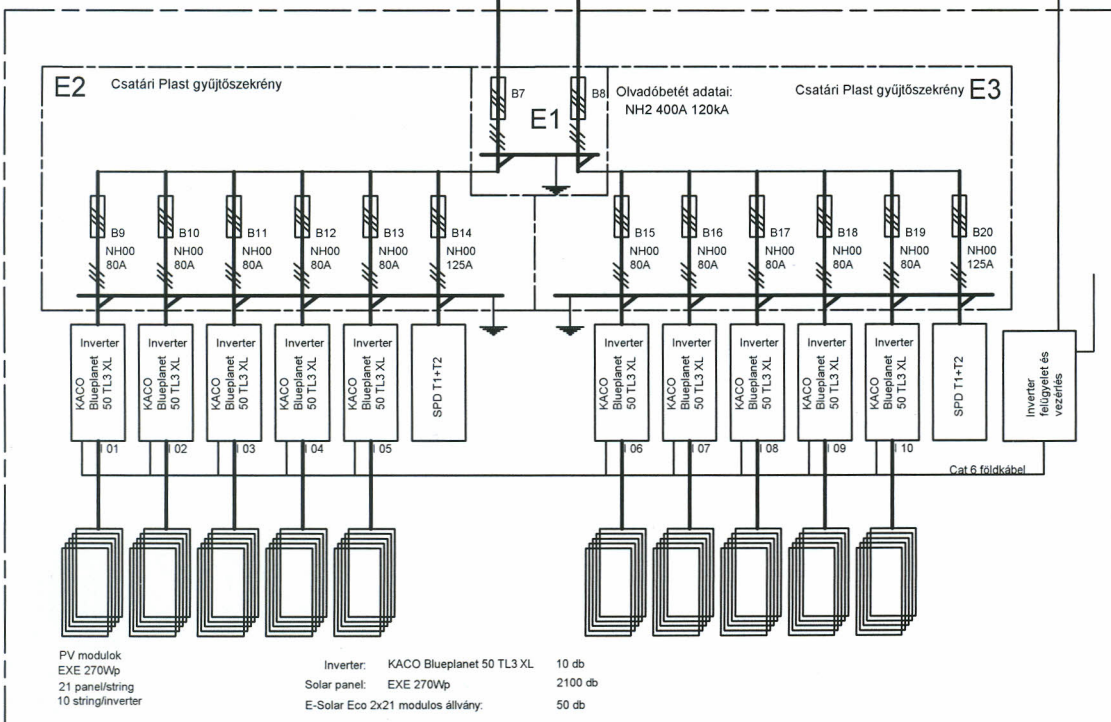 E2
Csatári Plast gyűjtőszekrény
B7
B8
E1
Olvadóbetét adatai:
NH2 400A 120kA
Csatári Plast gyűjtőszekrény
E3
B9
NH00
80A
B10
NH00
80A
B11
NH00
80A
B12
NH00
80A
B13
NH00
80A
B14
NH00
125A
B15
NH00
80A
B16
NH00
80A
B17
NH00
80A
B18
NH00
80A
B19
NH00
80A
B20
NH00
125A
Inverter
KACO
Blueplanet
50 TL3 XL
Inverter
KACO
Blueplanet
50 TL3 XL
Inverter
KACO
Blueplanet
50 TL3 XL
Inverter
KACO
Blueplanet
50 TL3 XL
Inverter
KACO
Blueplanet
50 TL3 XL
SPD T1+T2
Inverter
KACO
Blueplanet
50 TL3 XL
Inverter
KACO
Blueplanet
50 TL3 XL
Inverter
KACO
Blueplanet
50 TL3 XL
Inverter
KACO
Blueplanet
50 TL3 XL
Inverter
KACO
Blueplanet
50 TL3 XL
SPD T1+T2
Inverter
felügyelet és
vezérlés
I 01
I 02
I 03
I 04
I 05
I 06
I 07
I 08
I 09
I 10
Cat 6 földkábel
PV modulok
EXE 270Wp
21 panel/string
10 string/inverter
Inverter: KACO Blueplanet 50 TL3 XL 10 db
Solar panel: EXE 270Wp 2100 db
E-Solar Eco 2x21 modulos állvány: 50 db